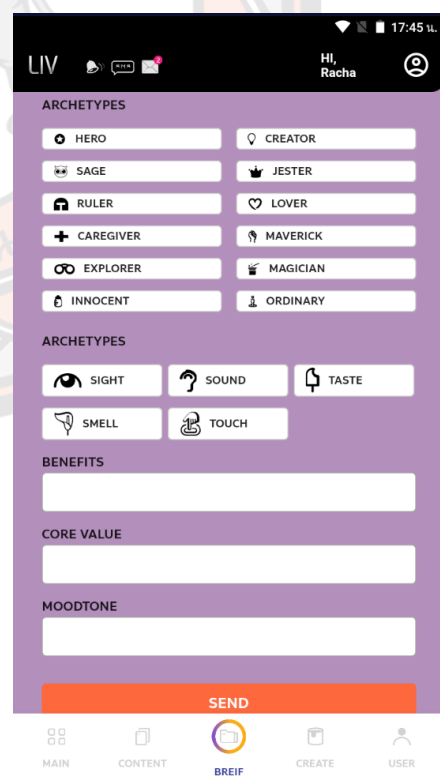 17:45 น.
LIV
HI,
Racha
ARCHETYPES
HERO CREATOR
SAGE JESTER
RULER LOVER
CAREGIVER MAVERICK
EXPLORER MAGICIAN
INNOCENT ORDINARY
ARCHETYPES
SIGHT SOUND TASTE
SMELL TOUCH
BENEFITS
CORE VALUE
MOODTONE
SEND
MAIN CONTENT BREIF CREATE USER